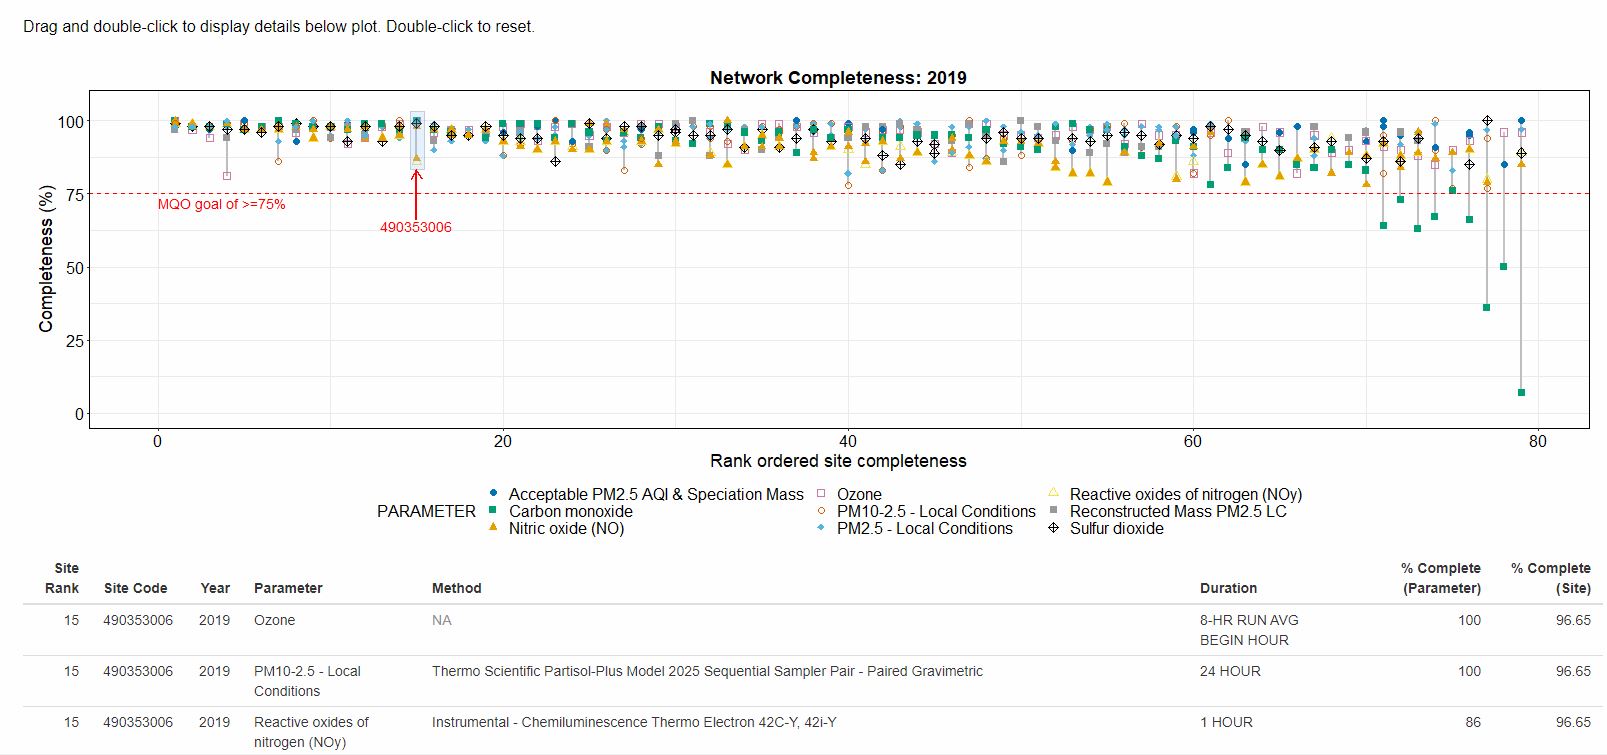 Drag and double-click to display details below plot. Double-click to reset.
Network Completeness: 2019
Completeness (%)
100
75
50
25
0
MQO goal of >=75%
490353006
0 20 40 60 80
Rank ordered site completeness
PARAMETER
Acceptable PM2.5 AQI & Speciation Mass Ozone Reactive oxides of nitrogen (NOy)
Carbon monoxide PM10-2.5 - Local Conditions Reconstructed Mass PM2.5 LC
Nitric oxide (NO) PM2.5 - Local Conditions Sulfur dioxide
Site % Complete % Complete
Rank Site Code Year Parameter Method Duration (Parameter) (Site)
15 490353006 2019 Ozone NA 8-HR RUN AVG 100 96.65
BEGIN HOUR
15 490353006 2019 PM10-2.5 - Local Thermo Scientific Partisol-Plus Model 2025 Sequential Sampler Pair - Paired Gravimetric 24 HOUR 100 96.65
Conditions
15 490353006 2019 Reactive oxides of Instrumental - Chemiluminescence Thermo Electron 42C-Y, 42i-Y 1 HOUR 86 96.65
nitrogen (NOy)